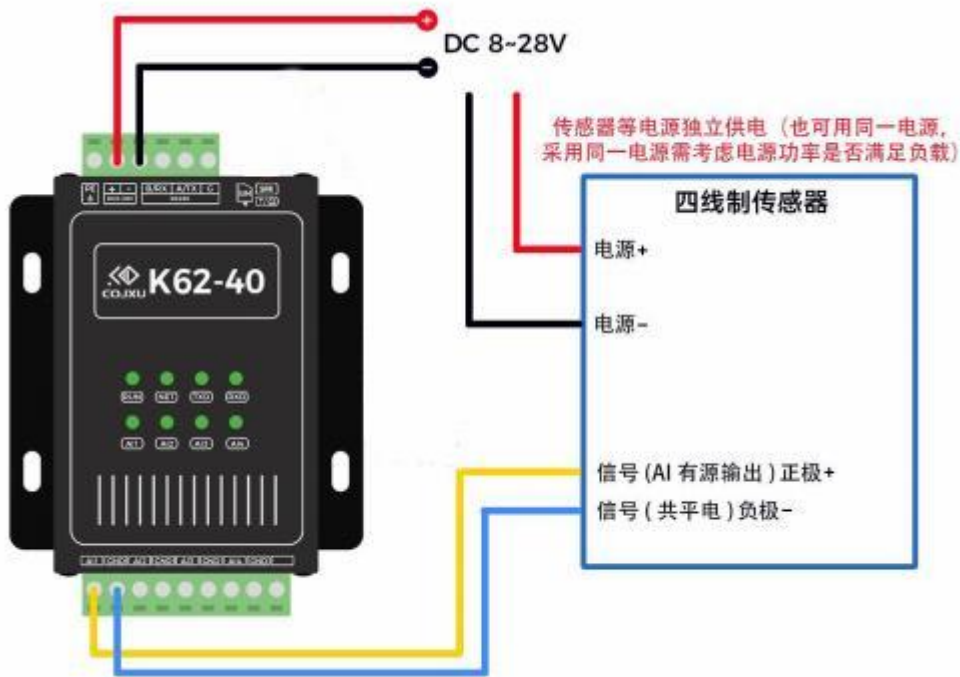 DC 8~28V
传感器等电源独立供电（也可用同一电源，
采用同一电源需考虑电源功率是否满足负载）
四线制传感器
电源+
电源-
PE + - B/RX A/TX G
COJXU K62-40
RUN NET TXD RXD
AI1 AI2 AI3 AI4
信号(AI 有源输出)正极+
信号(共平电)负极-